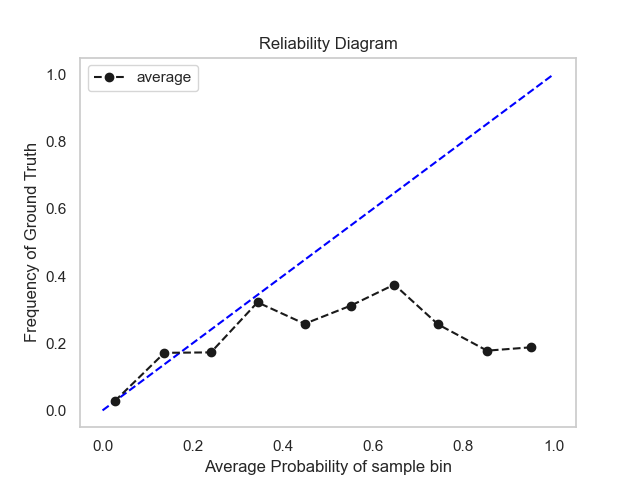 Reliability Diagram
average
Frequency of Ground Truth
1.0
0.8
0.6
0.4
0.2
0.0
0.0 0.2 0.4 0.6 0.8 1.0
Average Probability of sample bin